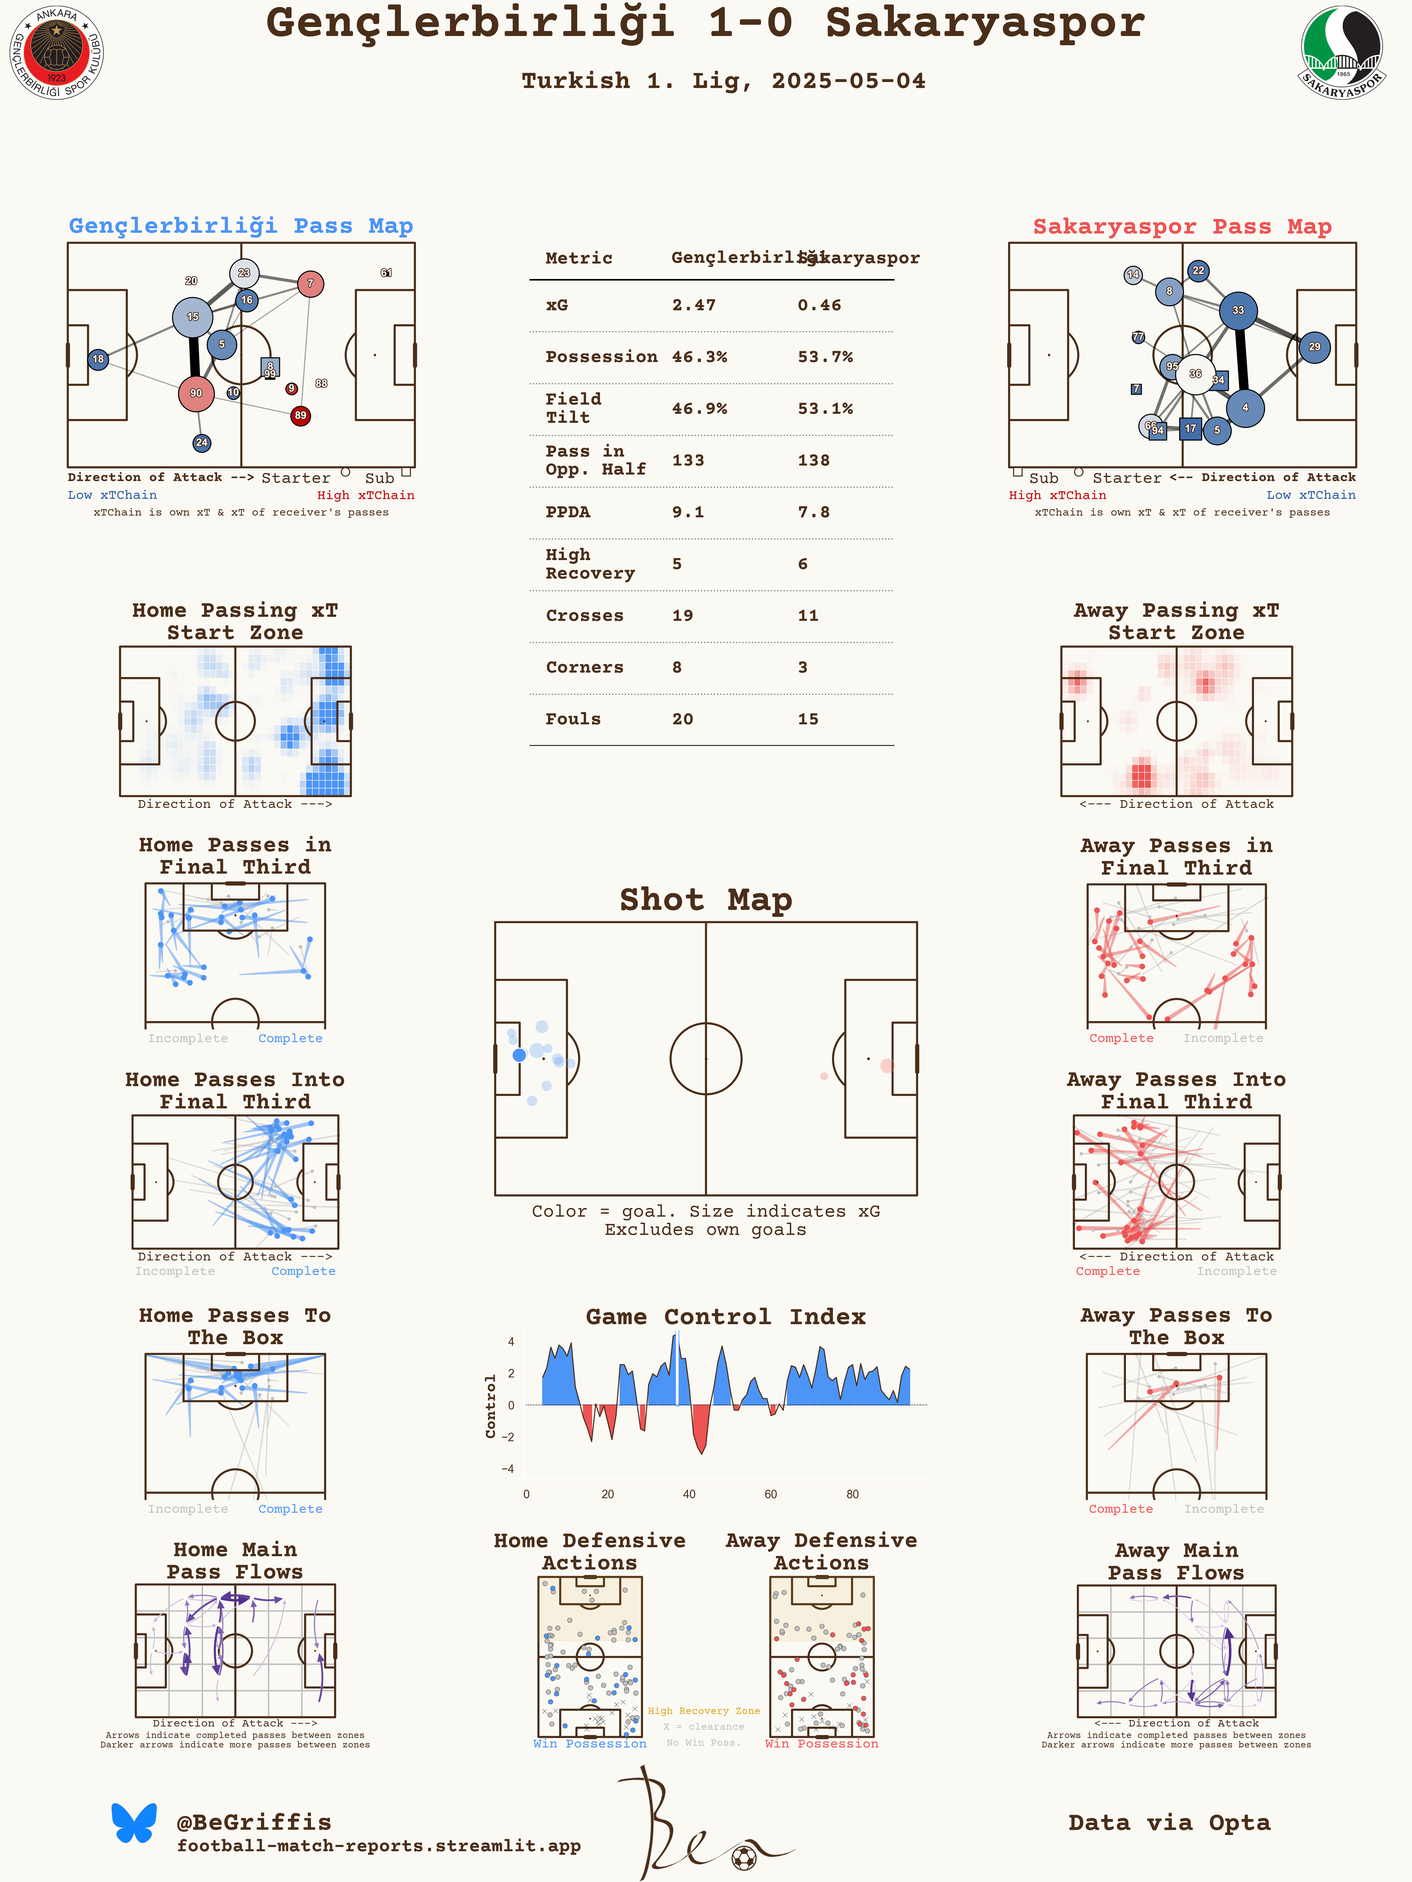 Gençlerbirliği 1-0 Sakaryaspor
Turkish 1. Lig, 2025-05-04
ANKARA
GENÇLERBİRLİĞİ SPOR KULÜBÜ
1923
1965
SAKARYASPOR
Gençlerbirliği Pass Map
20
23
7
61
16
15
5
18
8
99
88
9
90
10
89
24
Direction of Attack --> Starter Sub
Low xTChain High xTChain
xTChain is own xT & xT of receiver's passes
Metric Gençlerbirliği Sakaryaspor
xG 2.47 0.46
Possession 46.3% 53.7%
Field
Tilt 46.9% 53.1%
Pass in
Opp. Half 133 138
PPDA 9.1 7.8
High
Recovery 5 6
Crosses 19 11
Corners 8 3
Fouls 20 15
Sakaryaspor Pass Map
14
22
8
33
77
29
95
36
34
7
4
94
17
5
Sub Starter <-- Direction of Attack
High xTChain Low xTChain
xTChain is own xT & xT of receiver's passes
Home Passing xT
Start Zone
Direction of Attack --->
Away Passing xT
Start Zone
<--- Direction of Attack
Home Passes in
Final Third
Incomplete Complete
Away Passes in
Final Third
Complete Incomplete
Shot Map
Color = goal. Size indicates xG
Excludes own goals
Home Passes Into
Final Third
Direction of Attack --->
Incomplete Complete
Away Passes Into
Final Third
<--- Direction of Attack
Complete Incomplete
Home Passes To
The Box
Incomplete Complete
Game Control Index
Control
4
2
0
−2
−4
0 20 40 60 80
Away Passes To
The Box
Complete Incomplete
Home Main
Pass Flows
Direction of Attack --->
Arrows indicate completed passes between zones
Darker arrows indicate more passes between zones
Home Defensive
Actions
Win Possession
High Recovery Zone
X = clearance
No Win Poss.
Away Defensive
Actions
Win Possession
Away Main
Pass Flows
<--- Direction of Attack
Arrows indicate completed passes between zones
Darker arrows indicate more passes between zones
@BeGriffis
football-match-reports.streamlit.app
Ben
Data via Opta